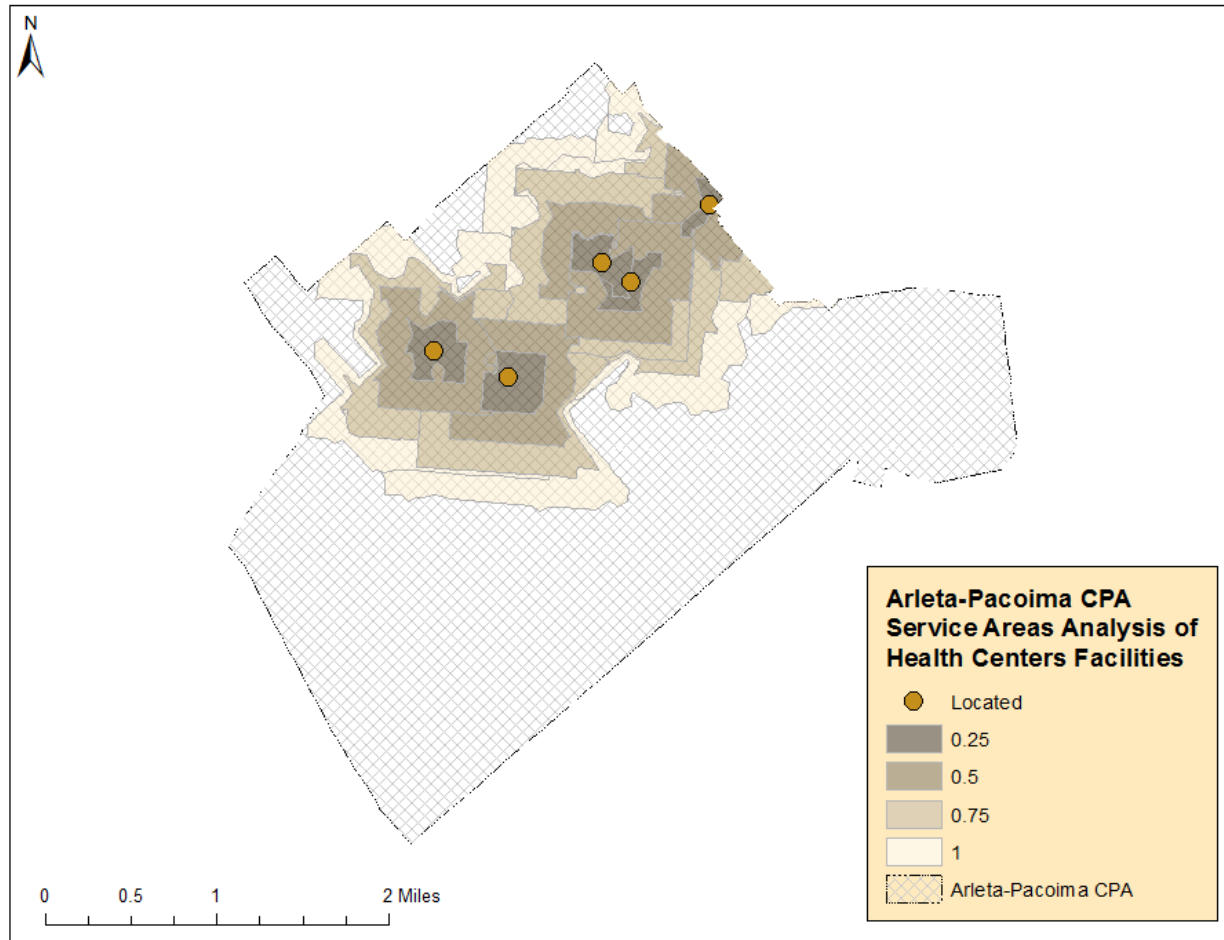 N
Arleta-Pacoima CPA
Service Areas Analysis of
Health Centers Facilities
Located
0.25
0.5
0.75
1
Arleta-Pacoima CPA
0 0.5 1 2 Miles